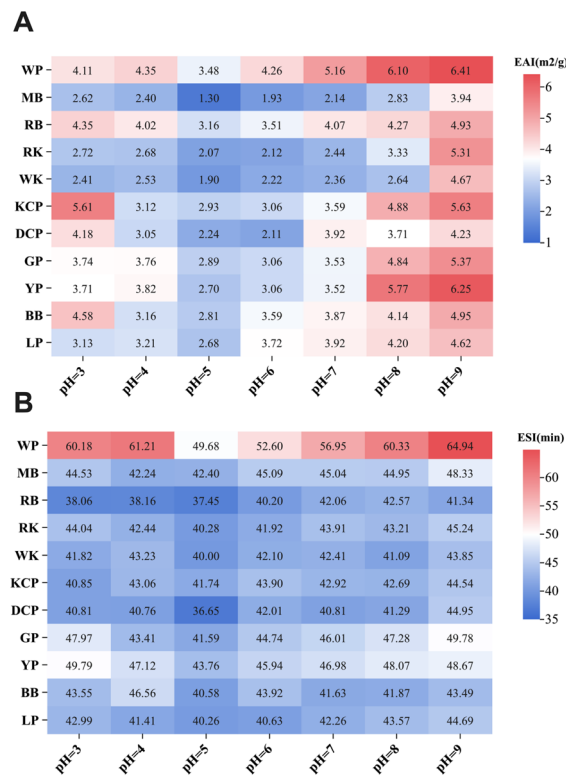 A
EAI(m2/g)
WP 4.11 4.35 3.48 4.26 5.16 6.10 6.41
MB 2.62 2.40 1.30 1.93 2.14 2.83 3.94
RB 4.35 4.02 3.16 3.51 4.07 4.27 4.93
RK 2.72 2.68 2.07 2.12 2.44 3.33 5.31
WK 2.41 2.53 1.90 2.22 2.36 2.64 4.67
KCP 5.61 3.12 2.93 3.06 3.59 4.88 5.63
DCP 4.18 3.05 2.24 2.11 3.92 3.71 4.23
GP 3.74 3.76 2.89 3.06 3.53 4.84 5.37
YP 3.71 3.82 2.70 3.06 3.52 5.77 6.25
BB 4.58 3.16 2.81 3.59 3.87 4.14 4.95
LP 3.13 3.21 2.68 3.72 3.92 4.20 4.62
pH=3 pH=4 pH=5 pH=6 pH=7 pH=8 pH=9
6
5
4
3
2
1
B
ESI(min)
WP 60.18 61.21 49.68 52.60 56.95 60.33 64.94
MB 44.53 42.24 42.40 45.09 45.04 44.95 48.33
RB 38.06 38.16 37.45 40.20 42.06 42.57 41.34
RK 44.04 42.44 40.28 41.92 43.91 43.21 45.24
WK 41.82 43.23 40.00 42.10 42.41 41.09 43.85
KCP 40.85 43.06 41.74 43.90 42.92 42.69 44.54
DCP 40.81 40.76 36.65 42.01 40.81 41.29 44.95
GP 47.97 43.41 41.59 44.74 46.01 47.28 49.78
YP 49.79 47.12 43.76 45.94 46.98 48.07 48.67
BB 43.55 46.56 40.58 43.92 41.63 41.87 43.49
LP 42.99 41.41 40.26 40.63 42.26 43.57 44.69
pH=3 pH=4 pH=5 pH=6 pH=7 pH=8 pH=9
60
55
50
45
40
35